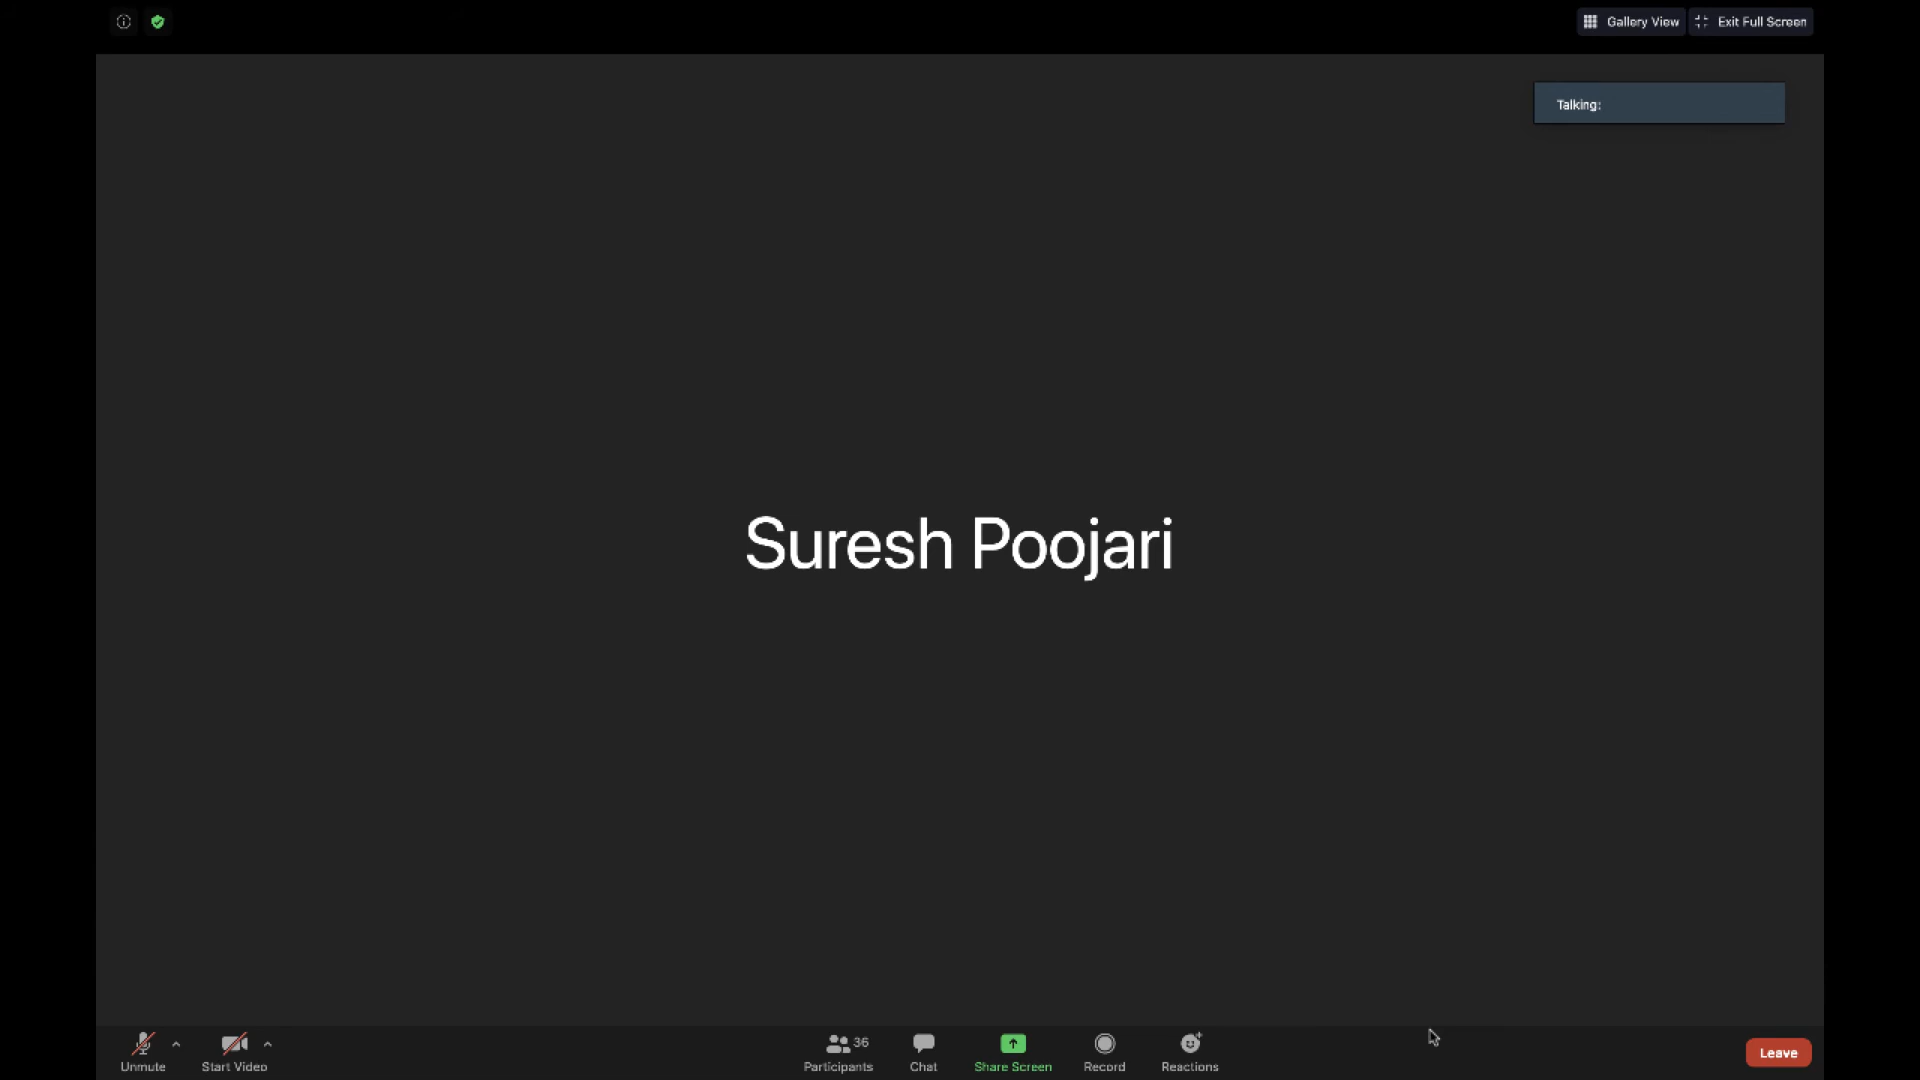 Gallery View
Exit Full Screen
Talking:
Suresh Poojari
36
Unmute
Start Video
Participants
Chat
Share Screen
Record
Reactions
Leave